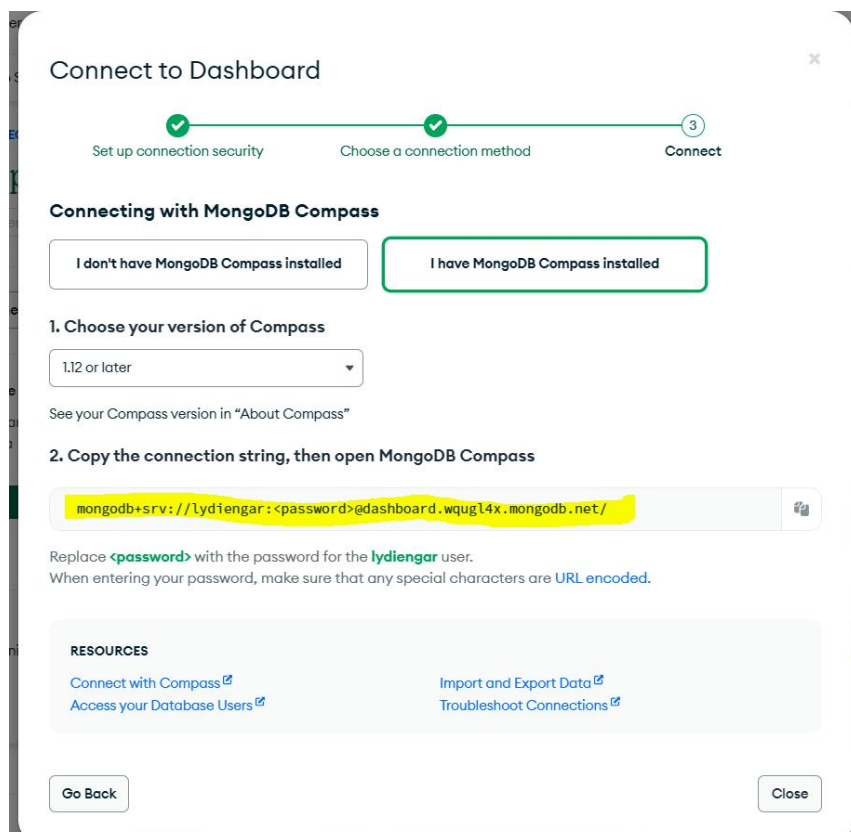 Connect to Dashboard
3
Set up connection security
Choose a connection method
Connect
Connecting with MongoDB Compass
I don't have MongoDB Compass installed
I have MongoDB Compass installed
1. Choose your version of Compass
1.12 or later
See your Compass version in “About Compass”
2. Copy the connection string, then open MongoDB Compass
mongodb+srv://lydiengar:<password>@dashboard.wqugl4x.mongodb.net/
Replace <password> with the password for the lydiengar user.
When entering your password, make sure that any special characters are URL encoded.
RESOURCES
Connect with Compass
Import and Export Data
Access your Database Users
Troubleshoot Connections
Go Back
Close